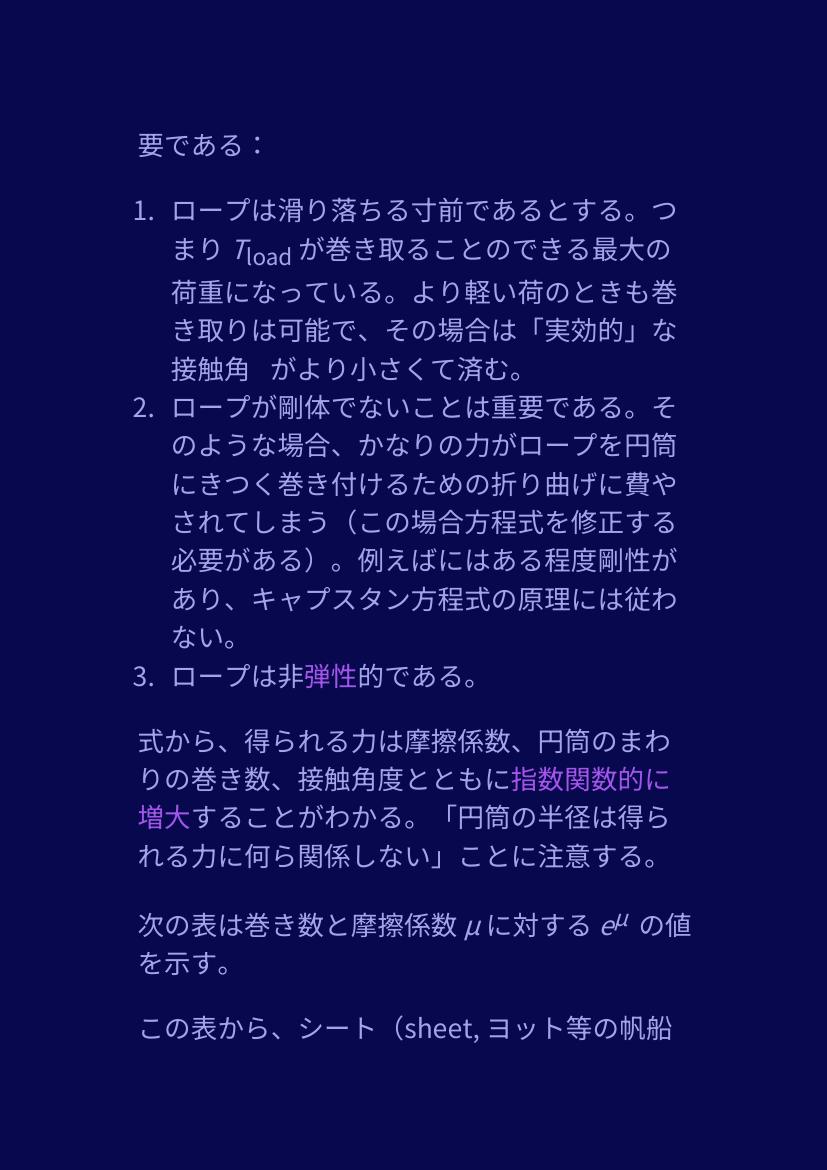 要である：
1. ロープは滑り落ちる寸前であるとする。つ
まり Tload が巻き取ることのできる最大の
荷重になっている。より軽い荷のときも巻
き取りは可能で、その場合は「実効的」な
接触角 がより小さくて済む。
2. ロープが剛体でないことは重要である。そ
のような場合、かなりの力がロープを円筒
にきつく巻き付けるための折り曲げに費や
されてしまう（この場合方程式を修正する
必要がある）。例えばにはある程度剛性が
あり、キャプスタン方程式の原理には従わ
ない。
3. ロープは非弾性的である。
式から、得られる力は摩擦係数、円筒のまわ
りの巻き数、接触角度とともに指数関数的に
増大することがわかる。「円筒の半径は得ら
れる力に何ら関係しない」ことに注意する。
次の表は巻き数と摩擦係数 μ に対する e^μ の値
を示す。
この表から、シート（sheet, ヨット等の帆船